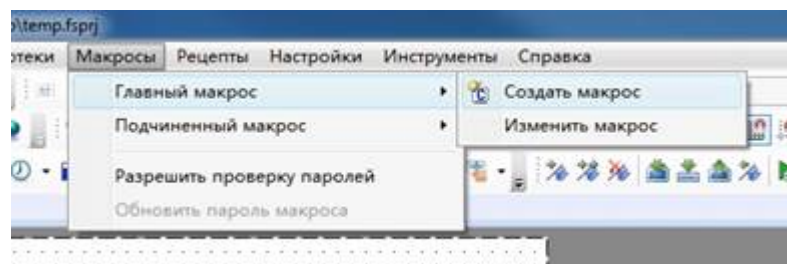 \temp.fsprj
отеки Макросы Рецепты Настройки Инструменты Справка
Главный макрос Создать макрос
Подчиненный макрос Изменить макрос
Разрешить проверку паролей
Обновить пароль макроса